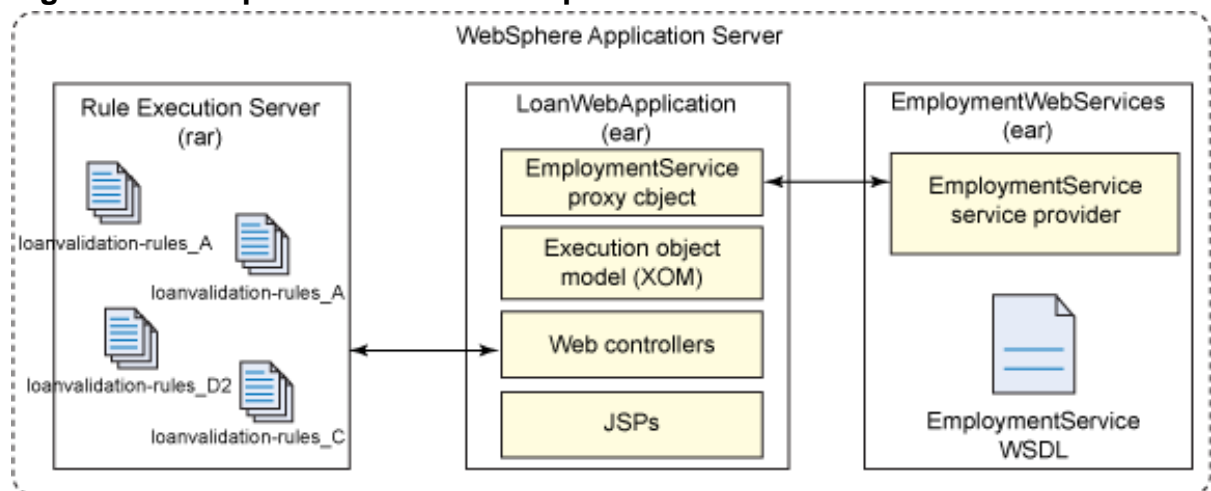 WebSphere Application Server
Rule Execution Server
(rar)
loanvalidation-rules_A
loanvalidation-rules_A
loanvalidation-rules_D2
loanvalidation-rules_C
LoanWebApplication
(ear)
EmploymentService
proxy cbject
Execution object
model (XOM)
Web controllers
JSPs
EmploymentWebServices
(ear)
EmploymentService
service provider
EmploymentService
WSDL